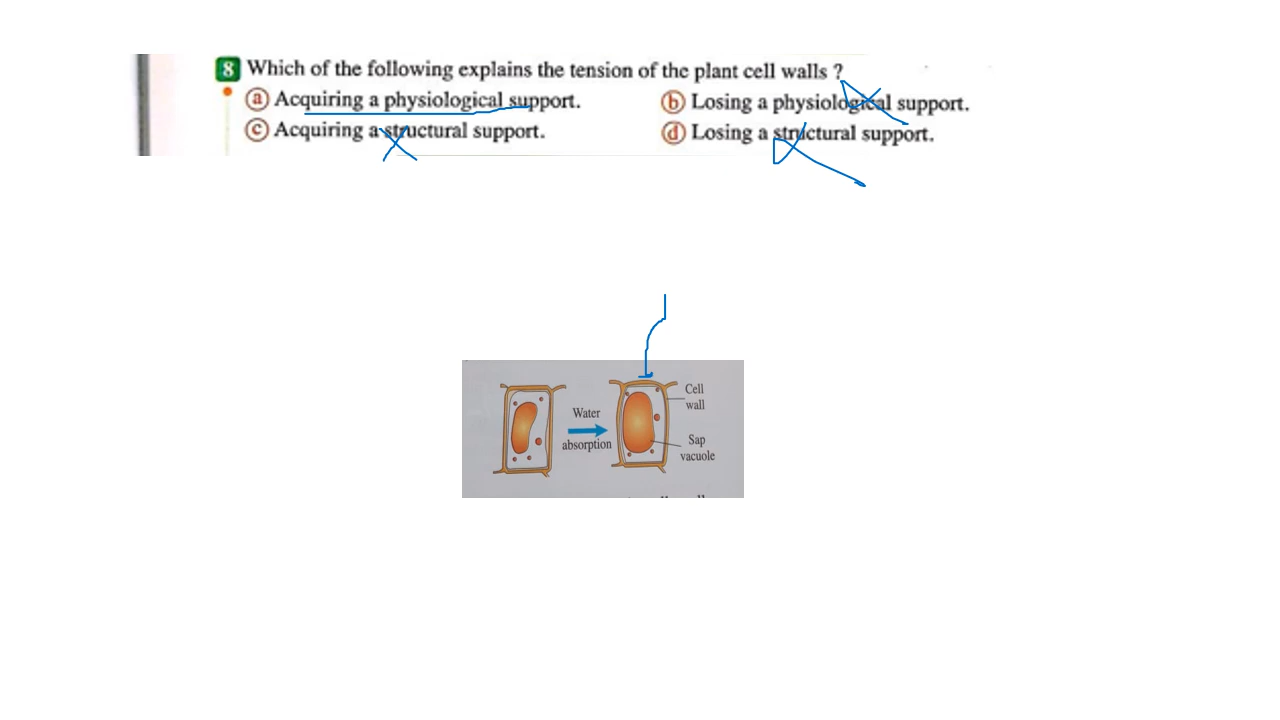 8 Which of the following explains the tension of the plant cell walls ?
a Acquiring a physiological support.
b Losing a physiological support.
c Acquiring a structural support.
d Losing a structural support.
Water
absorption
Cell
wall
Sap
vacuole